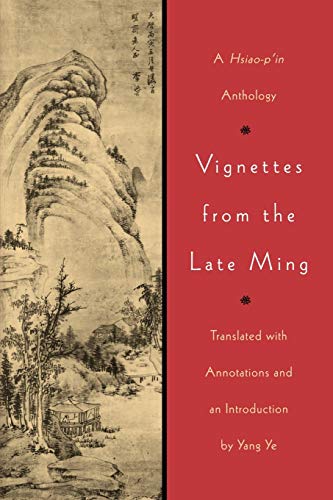 A Hsiao-p'in
Anthology
Vignettes
from the
Late Ming
Translated with
Annotations and
an Introduction
by Yang Ye